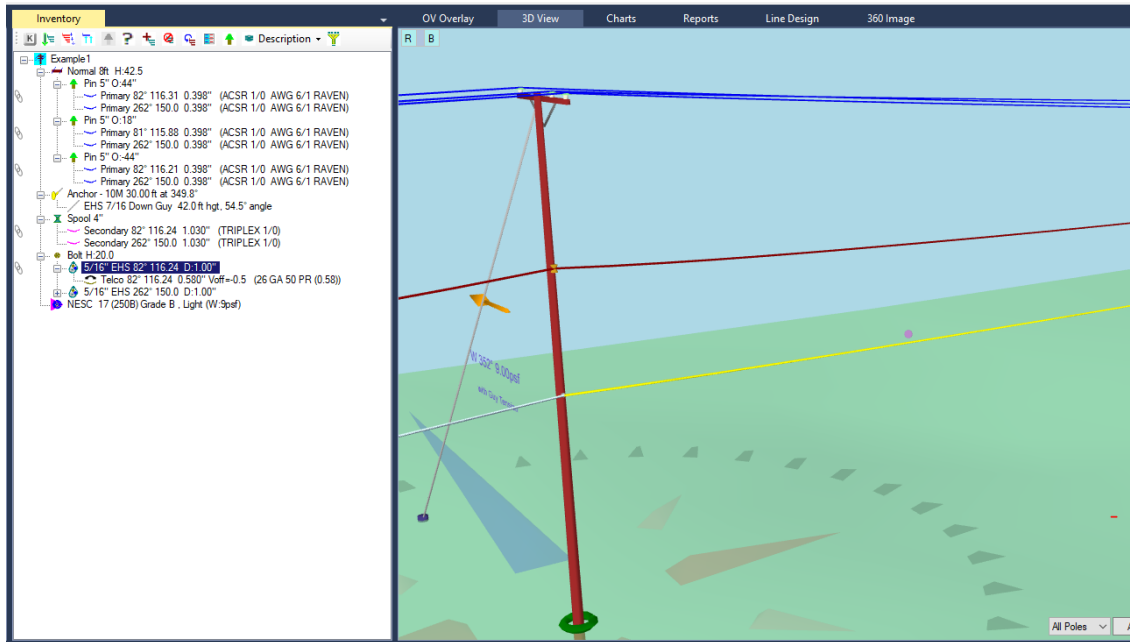 Inventory
OV Overlay
3D View
Charts
Reports
Line Design
360 Image
K
?
Description
R
B
Example1
Normal 8ft H:42.5
Pin 5" O:44"
Primary 82° 116.31 0.398" (ACSR 1/0 AWG 6/1 RAVEN)
Primary 262° 150.0 0.398" (ACSR 1/0 AWG 6/1 RAVEN)
Pin 5" O:18"
Primary 81° 115.88 0.398" (ACSR 1/0 AWG 6/1 RAVEN)
Primary 262° 150.0 0.398" (ACSR 1/0 AWG 6/1 RAVEN)
Pin 5" O:-44"
Primary 82° 116.21 0.398" (ACSR 1/0 AWG 6/1 RAVEN)
Primary 262° 150.0 0.398" (ACSR 1/0 AWG 6/1 RAVEN)
Anchor - 10M 30.00 ft at 349.8°
EHS 7/16 Down Guy 42.0 ft hgt, 54.5° angle
Spool 4"
Secondary 82° 116.24 1.030" (TRIPLEX 1/0)
Secondary 262° 150.0 1.030" (TRIPLEX 1/0)
Bolt H:20.0
5/16" EHS 82° 116.24 D:1.00"
Telco 82° 116.24 0.580" Voff=-0.5 (26 GA 50 PR (0.58))
5/16" EHS 262° 150.0 D:1.00"
NESC 17 (250B) Grade B , Light (W:9psf)
W 352° 9.00psf
with Guy Tension
All Poles
A